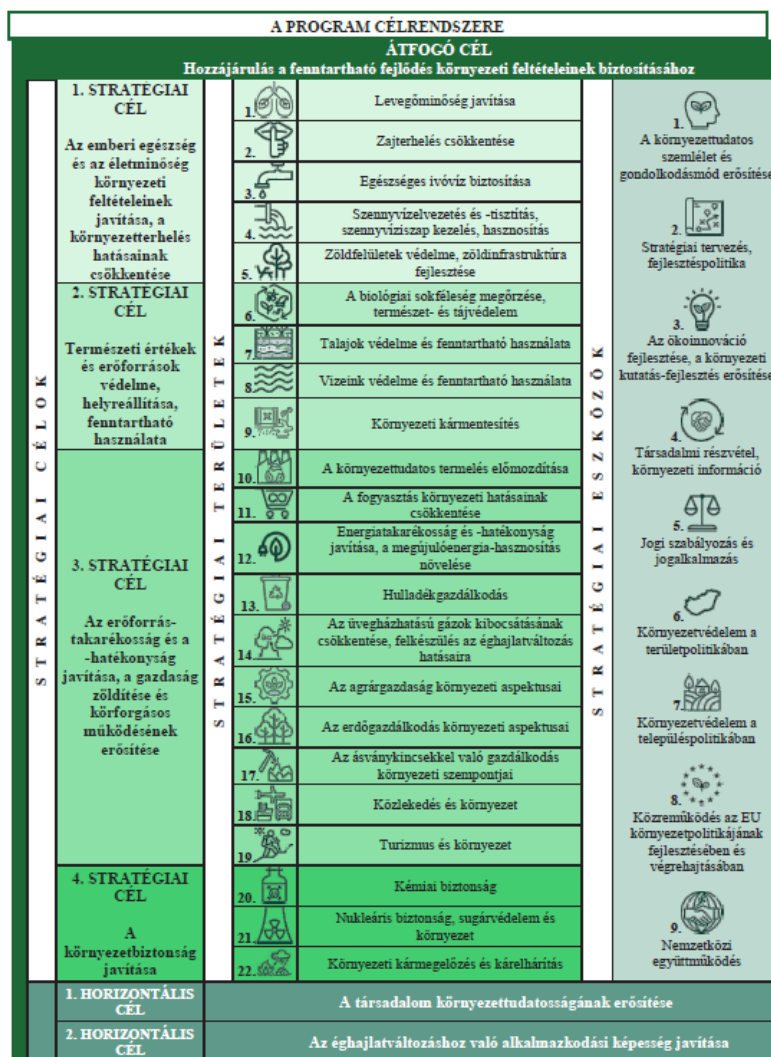 A PROGRAM CÉLRENDSZERE
ÁTFOGÓ CÉL
Hozzájárulás a fenntartható fejlődés környezeti feltételeinek biztosításához
STRATÉGIAI CÉLOK
1. STRATÉGIAI
CÉL
Az emberi egészség
és az életminőség
környezeti
feltételeinek
javítása, a
környezetterhelés
hatásainak
csökkentése
2. STRATÉGIAI
CÉL
Természeti értékek
és erőforrások
védelme,
helyreállítása,
fenntartható
használata
3. STRATÉGIAI
CÉL
Az erőforrás-
takarékosság és a
-hatékonyság
javítása, a gazdaság
zöldítése és
körforgásos
működésének
erősítése
4. STRATÉGIAI
CÉL
A
környezetbiztonság
javítása
STRATÉGIAI TERÜLETEK
1. Levegőminőség javítása
2. Zajterhelés csökkentése
3. Egészséges ivóvíz biztosítása
4. Szennyvízelvezetés és -tisztítás,
szennyvíziszap kezelés, hasznosítás
5. Zöldfelületek védelme, zöldinfrastruktúra
fejlesztése
6. A biológiai sokféleség megőrzése,
természet- és tájvédelem
7. Talajok védelme és fenntartható használata
8. Vizeink védelme és fenntartható használata
9. Környezeti kármentesítés
10. A környezettudatos termelés előmozdítása
11. A fogyasztás környezeti hatásainak
csökkentése
12. Energiatakarékosság és -hatékonyság
javítása, a megújulóenergia-hasznosítás
növelése
13. Hulladékgazdálkodás
14. Az üvegházhatású gázok kibocsátásának
csökkentése, felkészülés az éghajlatváltozás
hatásaira
15. Az agrárgazdaság környezeti aspektusai
16. Az erdőgazdálkodás környezeti aspektusai
17. Az ásványkincsekkel való gazdálkodás
környezeti szempontjai
18. Közlekedés és környezet
19. Turizmus és környezet
20. Kémiai biztonság
21. Nukleáris biztonság, sugárvédelem és
környezet
22. Környezeti kármegelőzés és kárelhárítás
STRATÉGIAI ESZKÖZÖK
1.
A környezettudatos
szemlélet és
gondolkodásmód erősítése
2.
Stratégiai tervezés,
fejlesztéspolitika
3.
Az ökoinnováció
fejlesztése, a környezeti
kutatás-fejlesztés erősítése
4.
Társadalmi részvétel,
környezeti információ
5.
Jogi szabályozás és
jogalkalmazás
6.
Környezetvédelem a
területpolitikában
7.
Környezetvédelem a
településpolitikában
8.
Közreműködés az EU
környezetpolitikájának
fejlesztésében és
végrehajtásában
9.
Nemzetközi
együttműködés
1. HORIZONTÁLIS
CÉL
A társadalom környezettudatosságának erősítése
2. HORIZONTÁLIS
CÉL
Az éghajlatváltozáshoz való alkalmazkodási képesség javítása